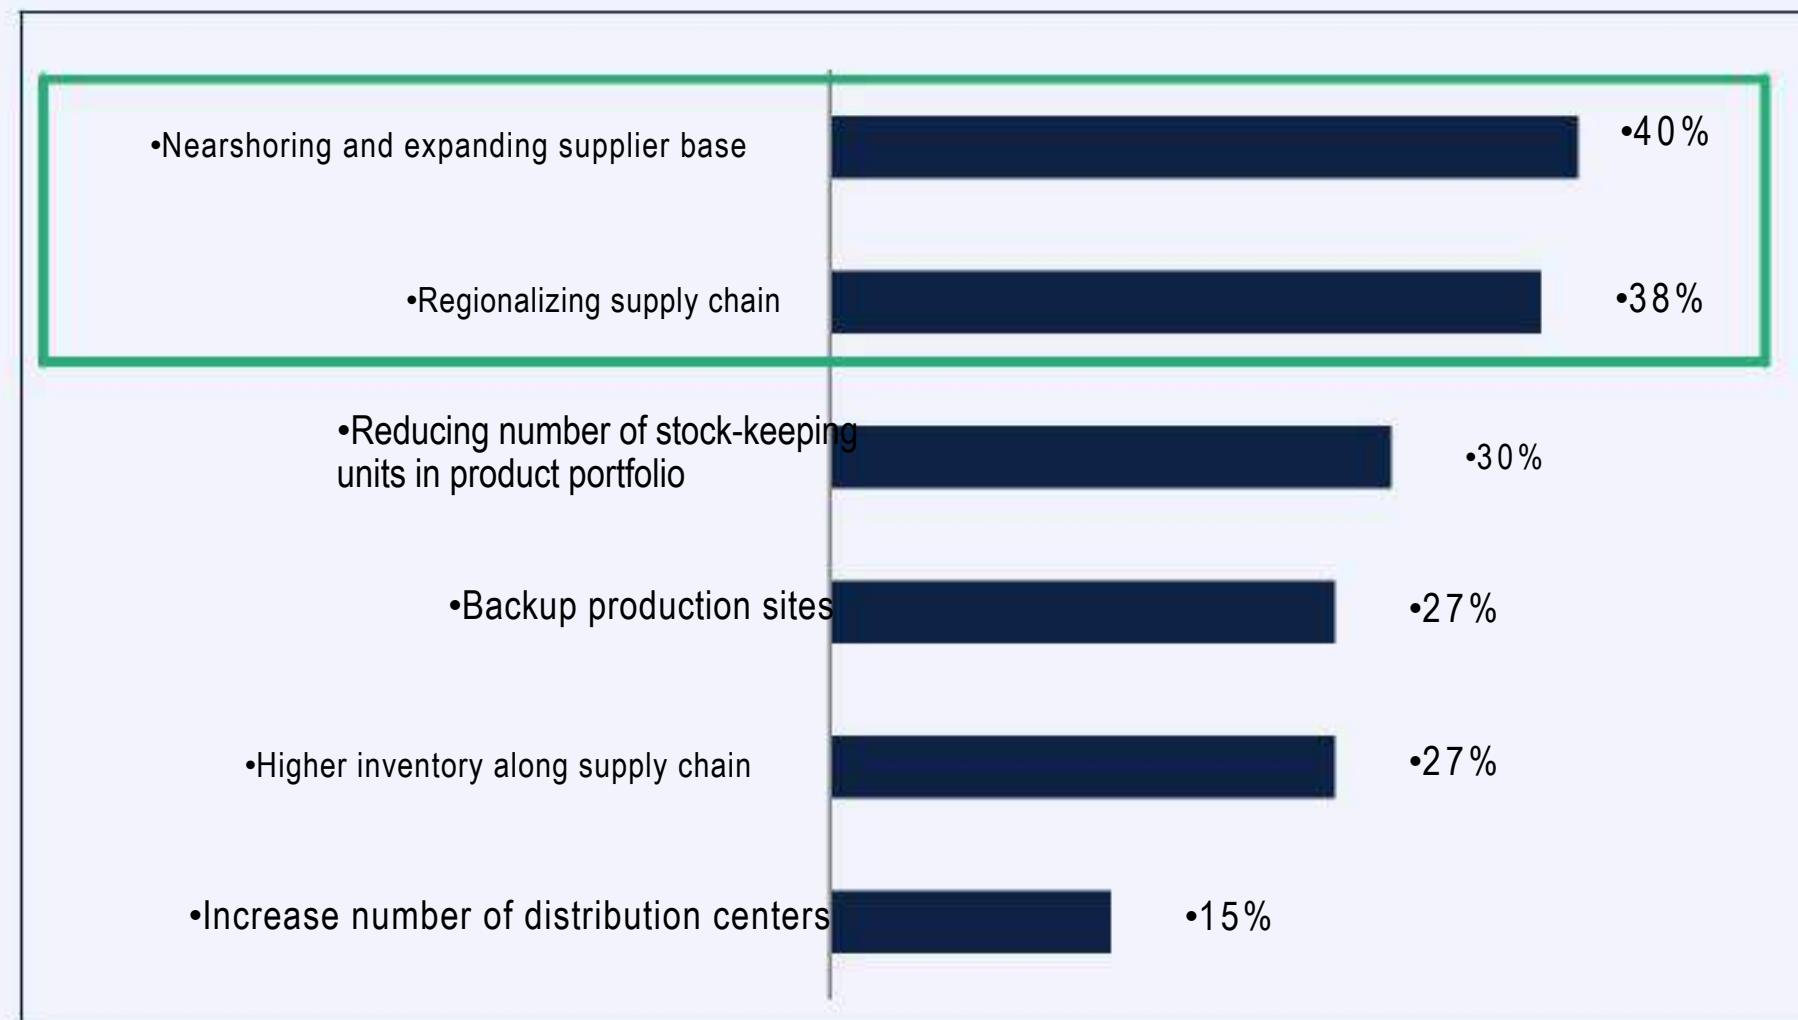 •Nearshoring and expanding supplier base
•40%
•Regionalizing supply chain
•38%
•Reducing number of stock-keeping
units in product portfolio
•30%
•Backup production sites
•27%
•Higher inventory along supply chain
•27%
•Increase number of distribution centers
•15%